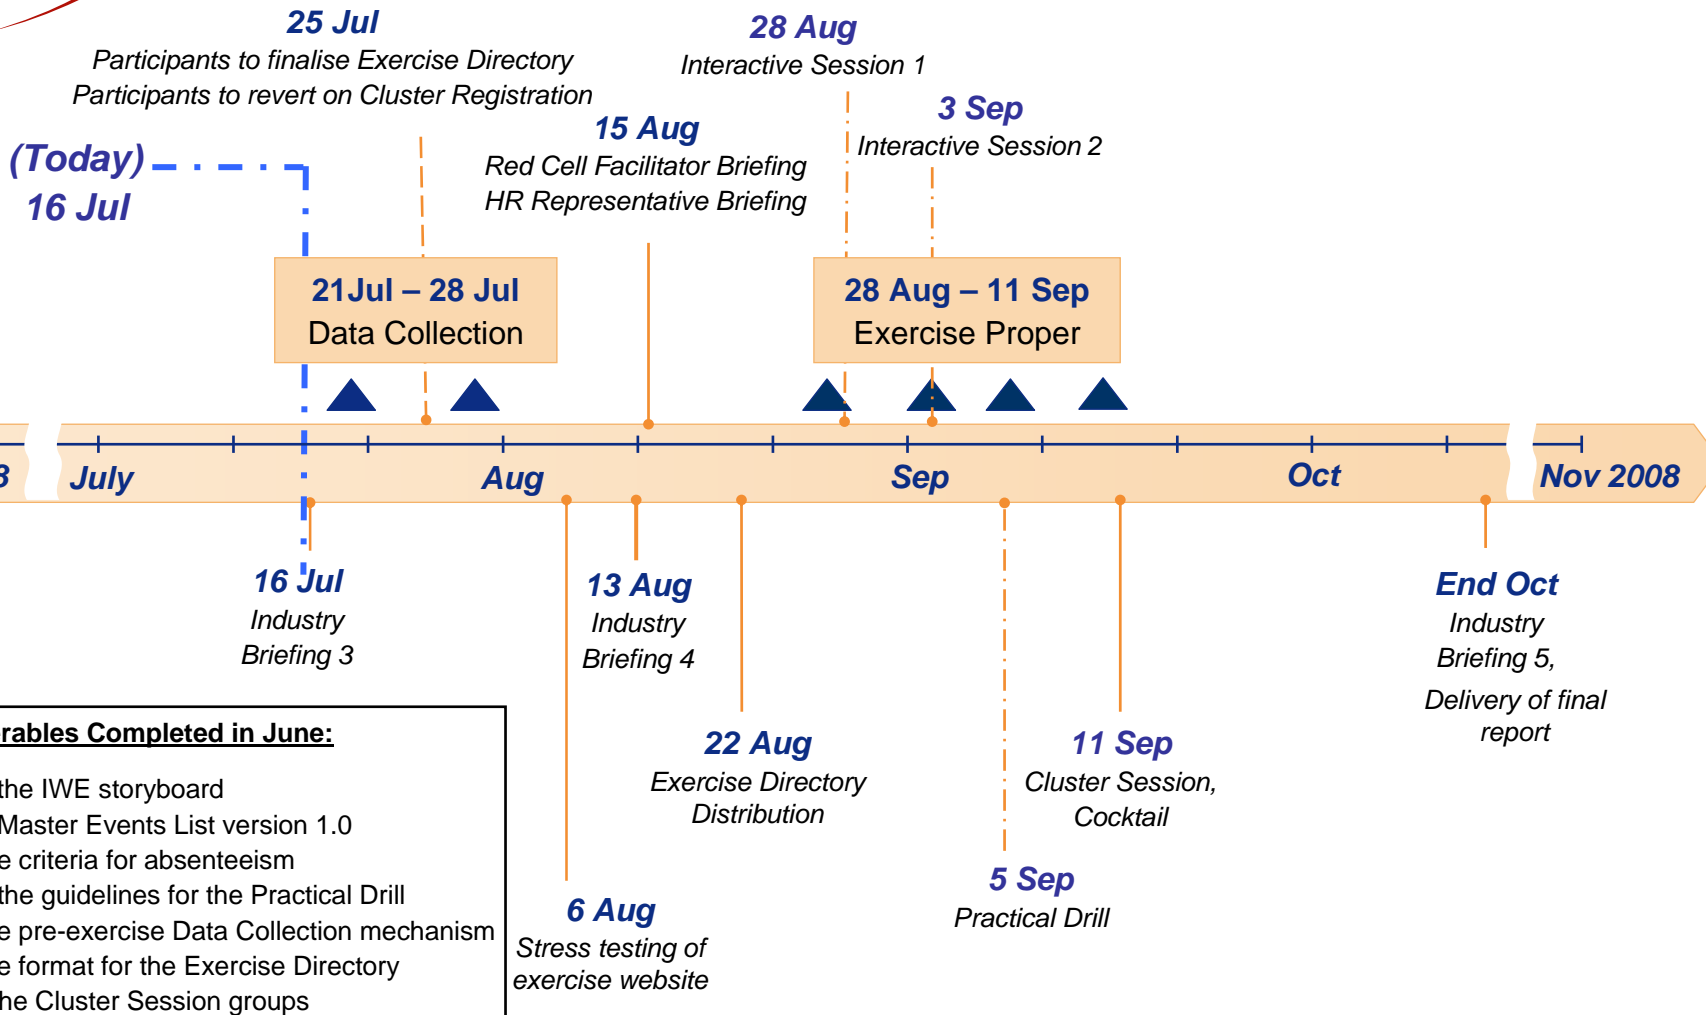 25 Jul
Participants to finalise Exercise Directory
Participants to revert on Cluster Registration
28 Aug
Interactive Session 1
3 Sep
Interactive Session 2
15 Aug
Red Cell Facilitator Briefing
HR Representative Briefing
(Today)
16 Jul
21Jul – 28 Jul
Data Collection
28 Aug – 11 Sep
Exercise Proper
8 July Aug Sep Oct Nov 2008
16 Jul
Industry
Briefing 3
13 Aug
Industry
Briefing 4
End Oct
Industry
Briefing 5,
Delivery of final
report
22 Aug
Exercise Directory
Distribution
11 Sep
Cluster Session,
Cocktail
6 Aug
Stress testing of
exercise website
5 Sep
Practical Drill
rables Completed in June:
the IWE storyboard
Master Events List version 1.0
e criteria for absenteeism
the guidelines for the Practical Drill
e pre-exercise Data Collection mechanism
e format for the Exercise Directory
he Cluster Session groups